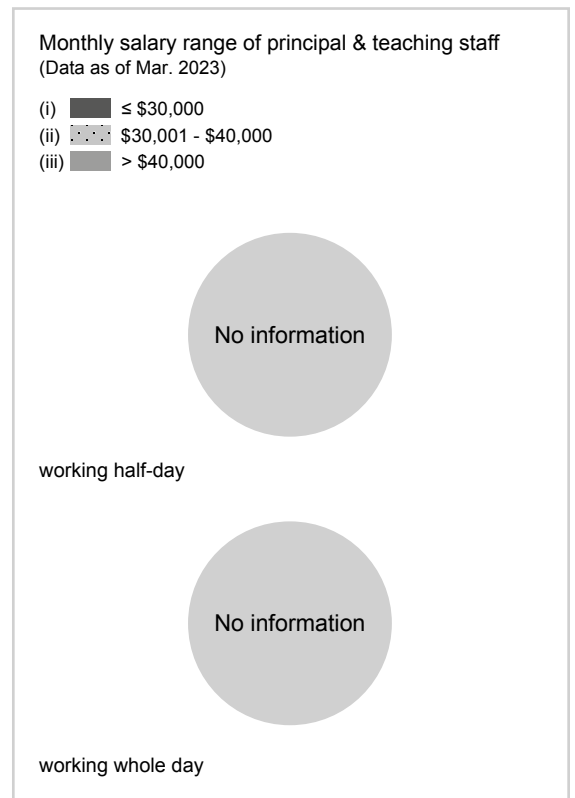 Monthly salary range of principal & teaching staff
(Data as of Mar. 2023)
(i) ≤ $30,000
(ii) $30,001 - $40,000
(iii) > $40,000
No information
working half-day
No information
working whole day